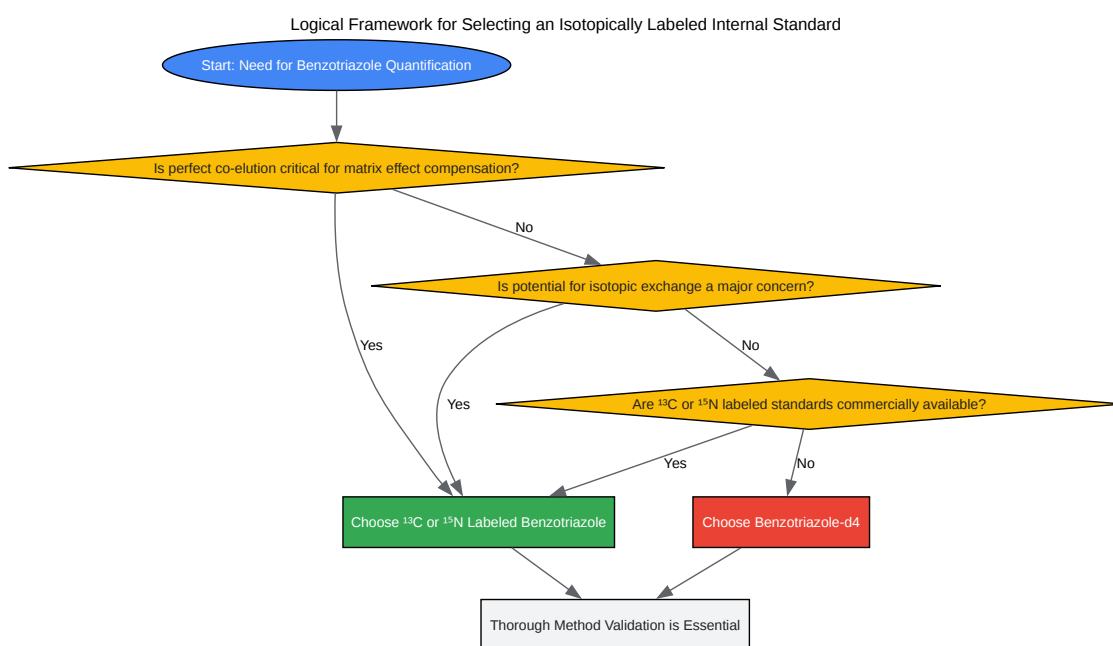 Logical Framework for Selecting an Isotopically Labeled Internal Standard
Start: Need for Benzotriazole Quantification
Is perfect co-elution critical for matrix effect compensation?
No
Is potential for isotopic exchange a major concern?
Yes
No
Yes
Are ¹³C or ¹⁵N labeled standards commercially available?
Yes
No
Choose ¹³C or ¹⁵N Labeled Benzotriazole
Choose Benzotriazole-d4
Thorough Method Validation is Essential